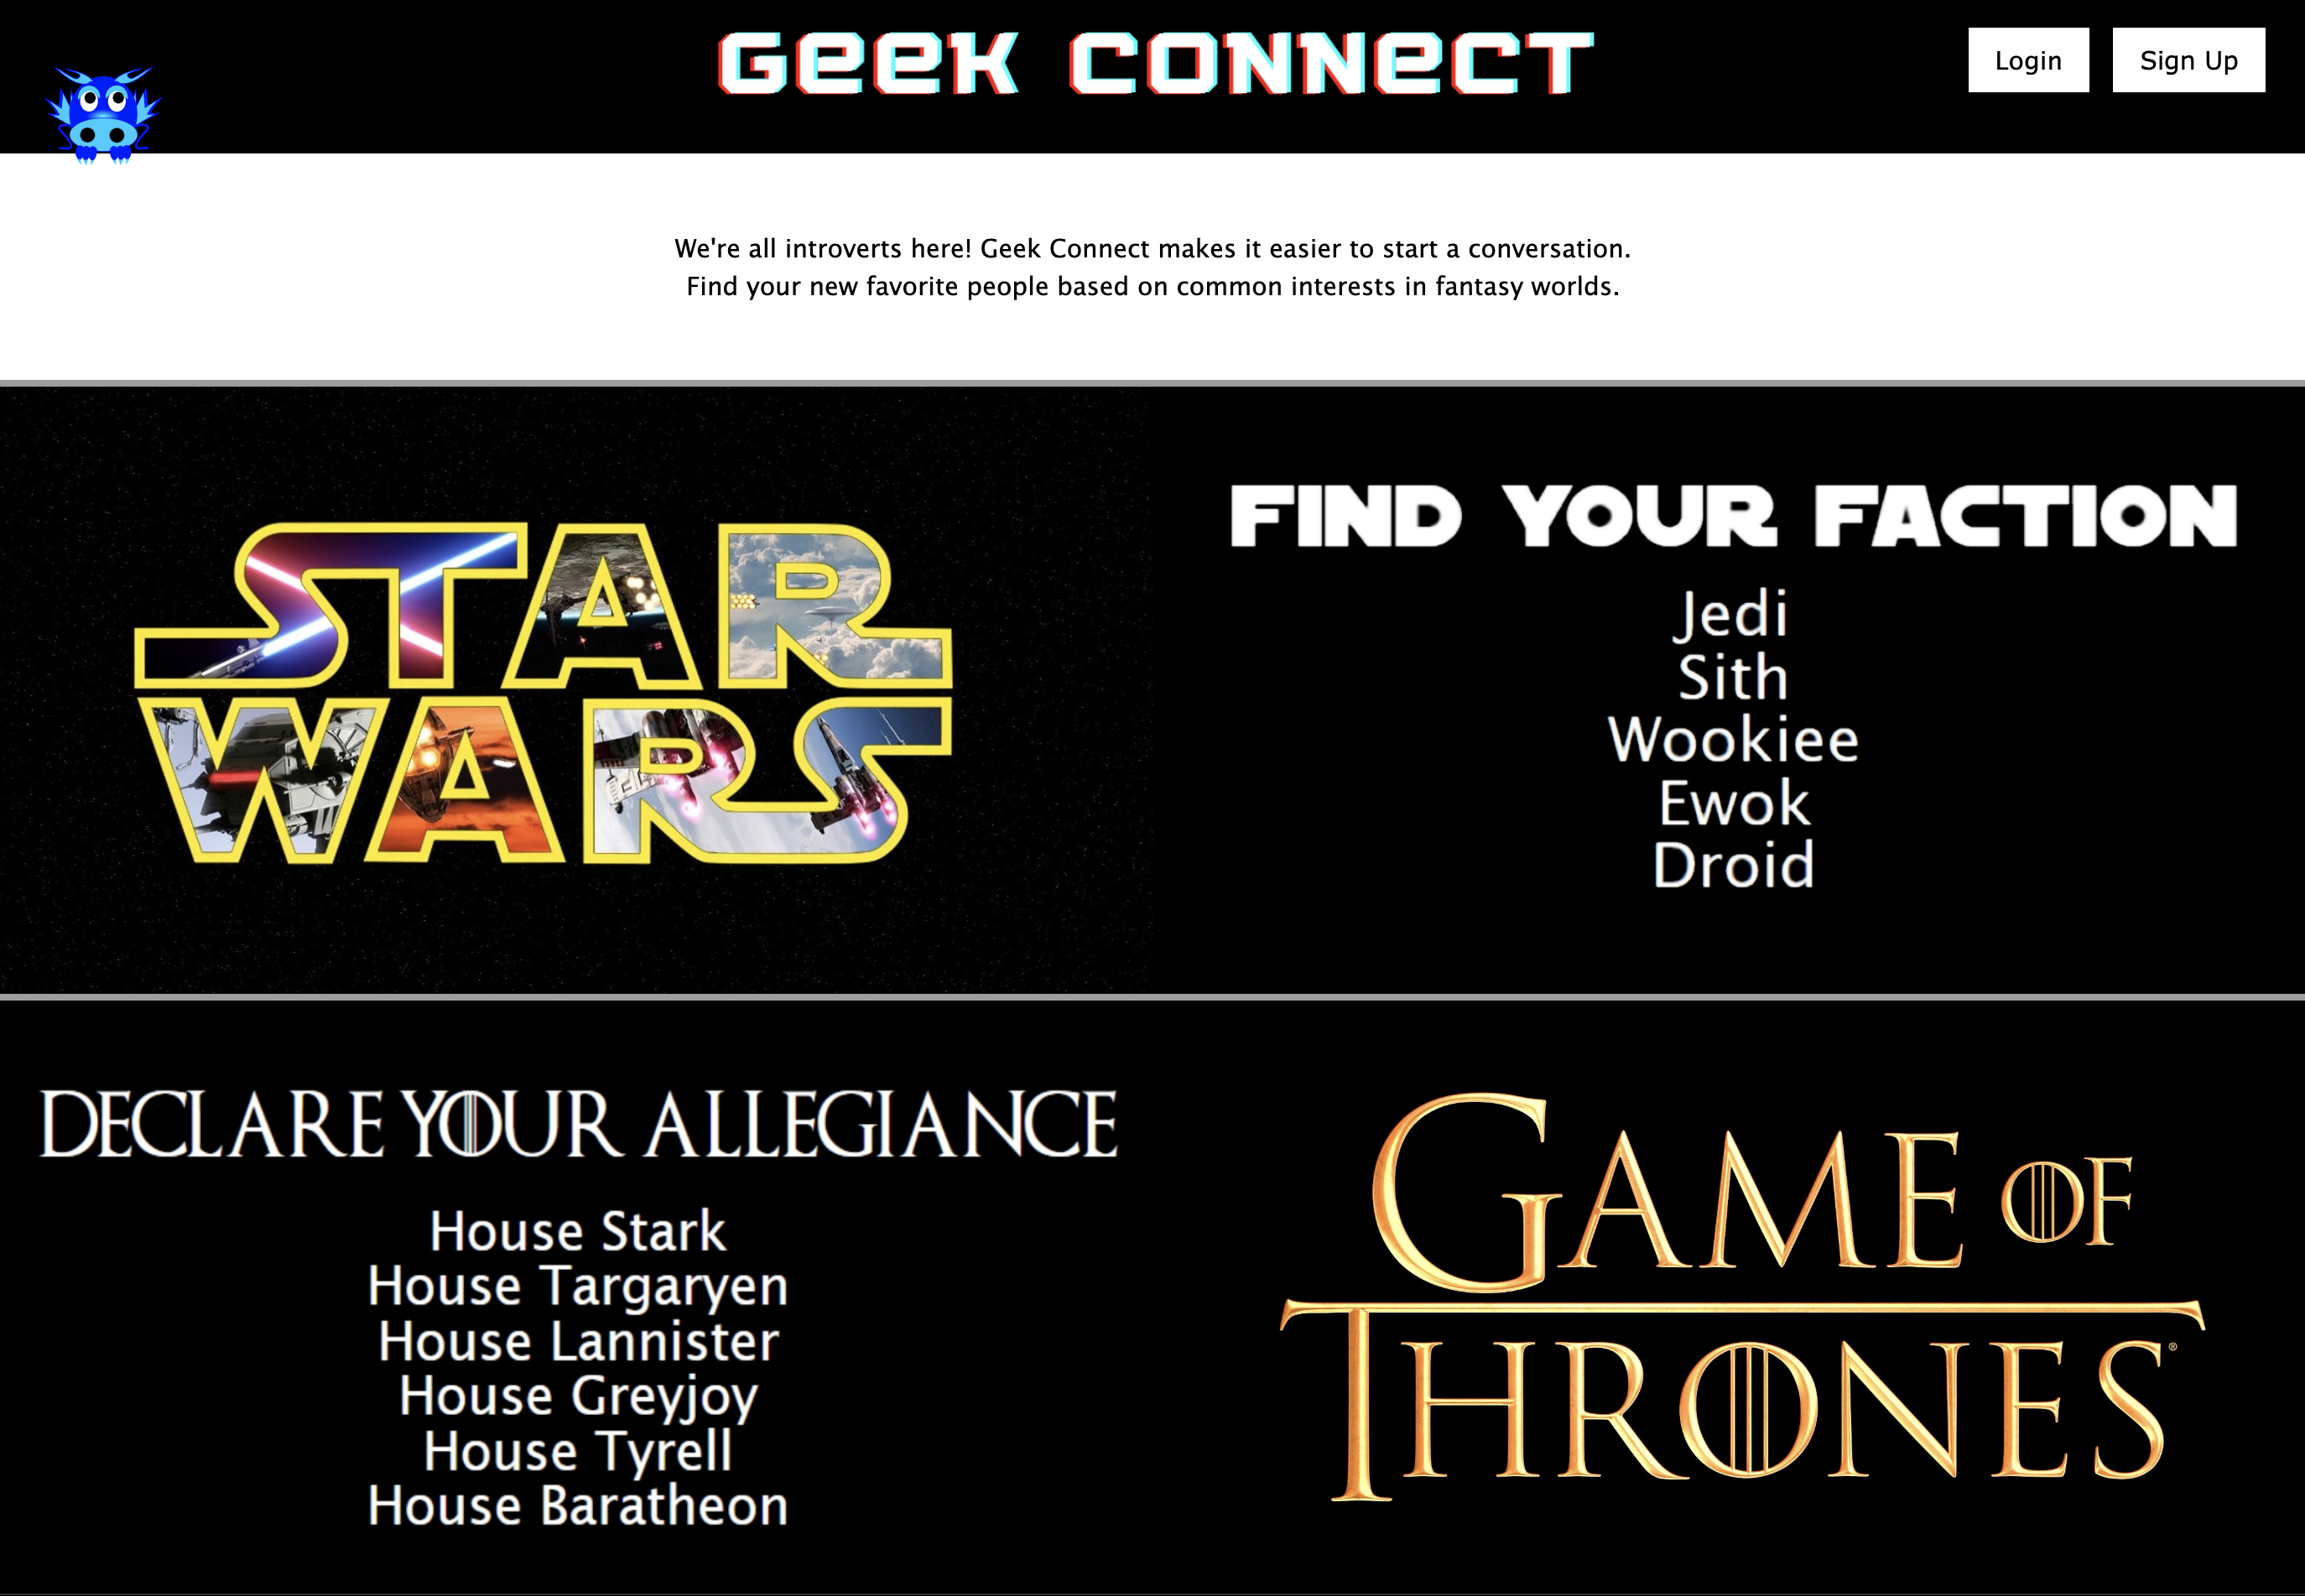 Geek Connect
Login
Sign Up
We're all introverts here! Geek Connect makes it easier to start a conversation.
Find your new favorite people based on common interests in fantasy worlds.
STAR
WARS
FIND YOUR FACTION
Jedi
Sith
Wookiee
Ewok
Droid
DECLARE YOUR ALLEGIANCE
House Stark
House Targaryen
House Lannister
House Greyjoy
House Tyrell
House Baratheon
GAME OF
THRONES®